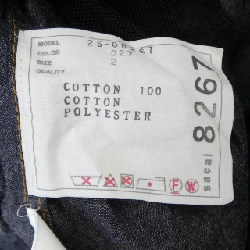 MODEL
COLOR
SIZE 2
QUALITY
COTTON 100
COTTON
POLYESTER
F W
sacai 8267